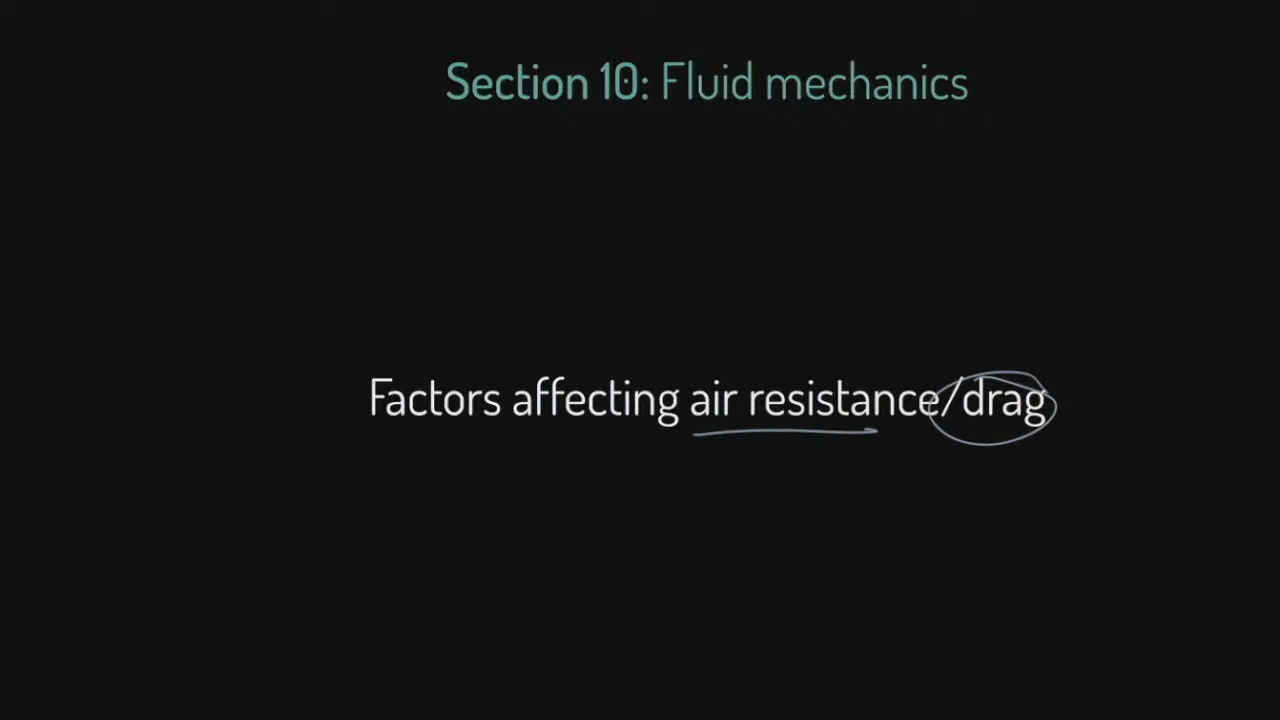 Section 10: Fluid mechanics
Factors affecting air resistance/drag